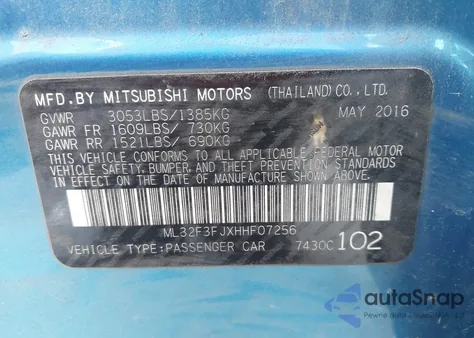 MFD.BY MITSUBISHI MOTORS (THAILAND) CO., LTD.
GVWR 3053LBS/1385KG MAY 2016
GAWR FR 1609LBS/ 730KG
GAWR RR 1521LBS/ 690KG
THIS VEHICLE CONFORMS TO ALL APPLICABLE FEDERAL MOTOR
VEHICLE SAFETY, BUMPER AND THEFT PREVENTION STANDARDS
IN EFFECT ON THE DATE OF MANUFACTURE SHOWN ABOVE.
ML32F3FJXHHF07256
VEHICLE TYPE:PASSENGER CAR 7430C 102
autoSnap
Pewne